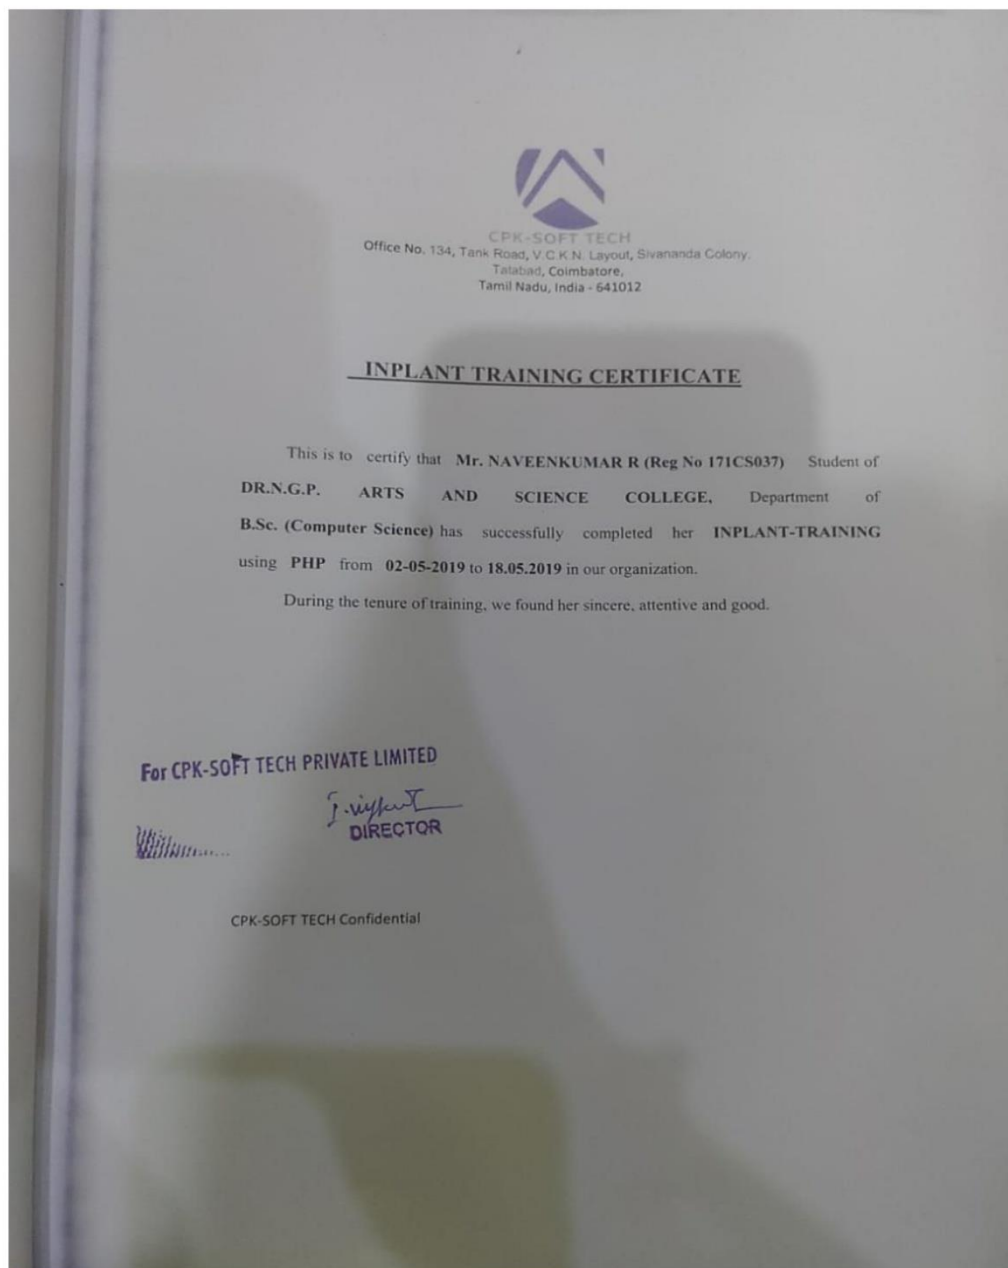 CPK-SOFT TECH
Office No. 134, Tank Road, V.C.K.N. Layout, Sivananda Colony.
Tatabad, Coimbatore,
Tamil Nadu, India - 641012
INPLANT TRAINING CERTIFICATE
This is to certify that Mr. NAVEENKUMAR R (Reg No 171CS037) Student of
DR.N.G.P. ARTS AND SCIENCE COLLEGE, Department of
B.Sc. (Computer Science) has successfully completed her INPLANT-TRAINING
using PHP from 02-05-2019 to 18.05.2019 in our organization.
During the tenure of training, we found her sincere, attentive and good.
For CPK-SOFT TECH PRIVATE LIMITED
DIRECTOR
CPK-SOFT TECH Confidential